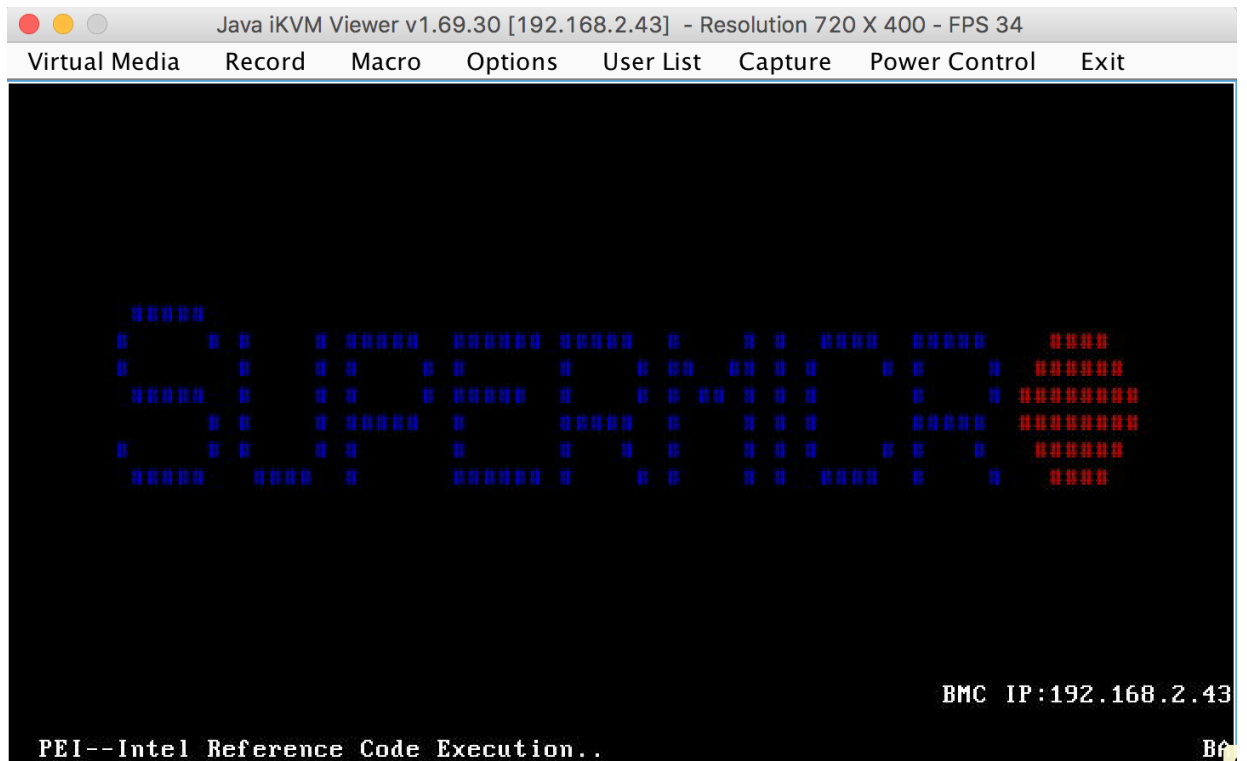 Java iKVM Viewer v1.69.30 [192.168.2.43] - Resolution 720 X 400 - FPS 34
Virtual Media Record Macro Options User List Capture Power Control Exit
SUPERMICR
BMC IP:192.168.2.43
PEI--Intel Reference Code Execution..